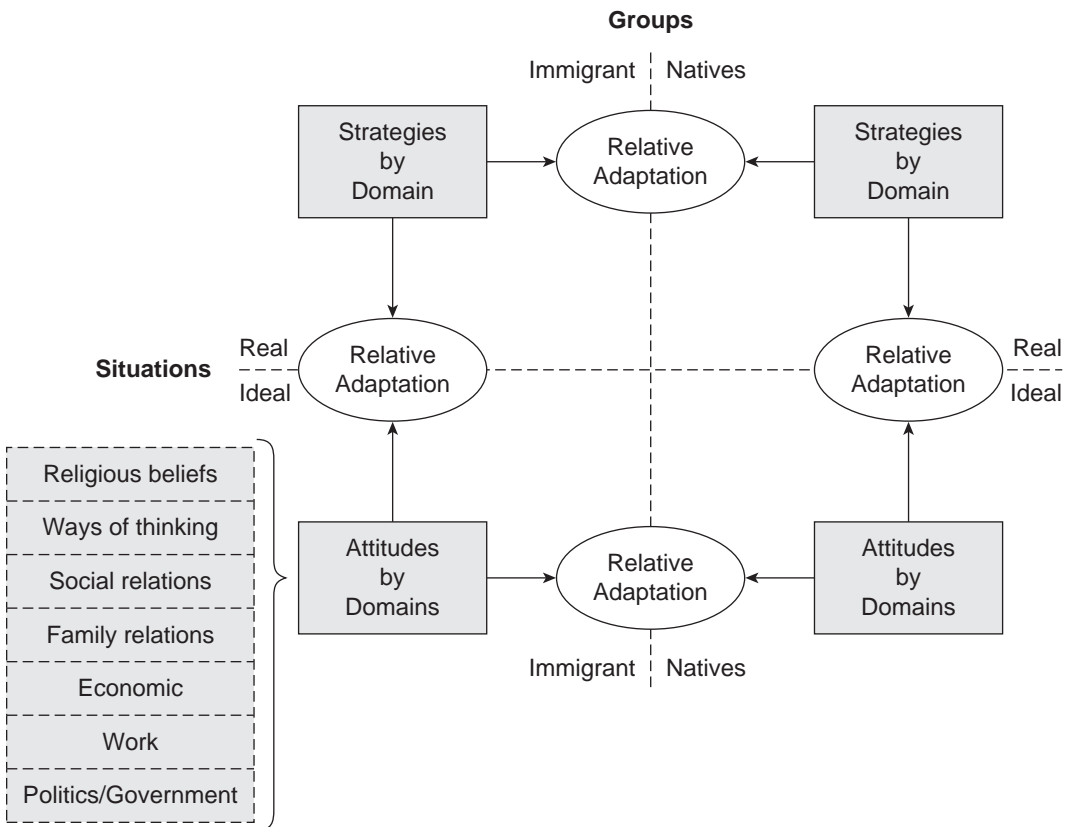 Groups
Immigrant Natives
Strategies
by
Domain
Relative
Adaptation
Strategies
by
Domain
Situations
Real
Ideal
Relative
Adaptation
Relative
Adaptation
Real
Ideal
Religious beliefs
Ways of thinking
Social relations
Family relations
Economic
Work
Politics/Government
Attitudes
by
Domains
Relative
Adaptation
Attitudes
by
Domains
Immigrant Natives